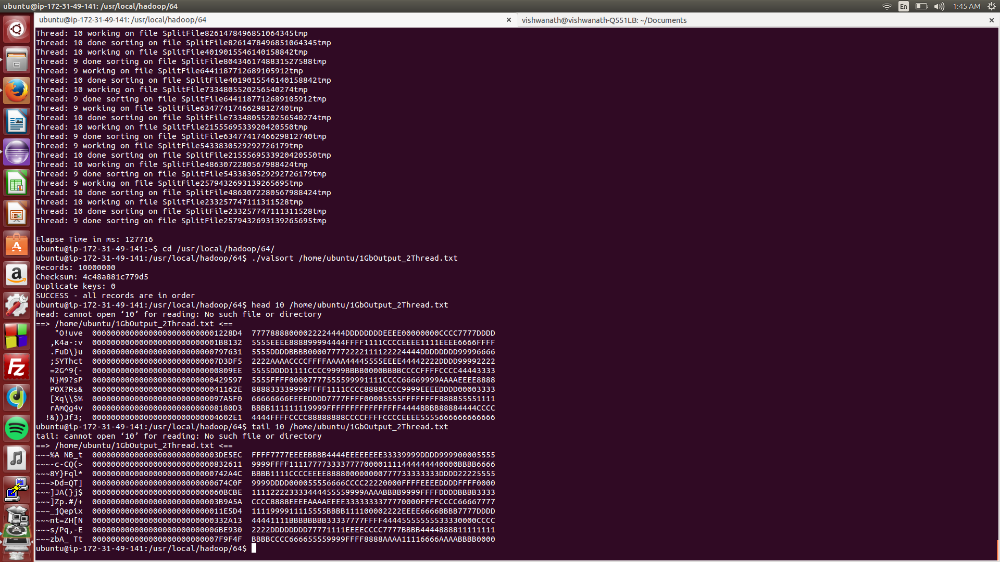 ubuntu@ip-172-31-49-141: /usr/local/hadoop/64
En
1:45 AM
ubuntu@ip-172-31-49-141: /usr/local/hadoop/64
vishwanath@vishwanath-Q551LB: ~/Documents
Thread: 10 working on file SplitFile8261478496851064345tmp
Thread: 10 done sorting on file SplitFile8261478496851064345tmp
Thread: 10 working on file SplitFile4019015546140158842tmp
Thread: 9 done sorting on file SplitFile8043461748831527588tmp
Thread: 9 working on file SplitFile6441187712689105912tmp
Thread: 10 done sorting on file SplitFile4019015546140158842tmp
Thread: 10 working on file SplitFile7334805520256540274tmp
Thread: 9 done sorting on file SplitFile6441187712689105912tmp
Thread: 9 working on file SplitFile6347741746629812740tmp
Thread: 10 done sorting on file SplitFile7334805520256540274tmp
Thread: 10 working on file SplitFile2155569533920420550tmp
Thread: 9 done sorting on file SplitFile6347741746629812740tmp
Thread: 9 working on file SplitFile5433830529292726179tmp
Thread: 10 done sorting on file SplitFile2155569533920420550tmp
Thread: 10 working on file SplitFile4863072280567988424tmp
Thread: 9 done sorting on file SplitFile5433830529292726179tmp
Thread: 9 working on file SplitFile2579432693139265695tmp
Thread: 10 done sorting on file SplitFile4863072280567988424tmp
Thread: 10 working on file SplitFile233257747111311528tmp
Thread: 10 done sorting on file SplitFile233257747111311528tmp
Thread: 9 done sorting on file SplitFile2579432693139265695tmp
Elapse Time in ms: 127716
ubuntu@ip-172-31-49-141:~$ cd /usr/local/hadoop/64/
ubuntu@ip-172-31-49-141:/usr/local/hadoop/64$ ./valsort /home/ubuntu/1GbOutput_2Thread.txt
Records: 10000000
Checksum: 4c48a881c779d5
Duplicate keys: 0
SUCCESS - all records are in order
ubuntu@ip-172-31-49-141:/usr/local/hadoop/64$ head 10 /home/ubuntu/1GbOutput_2Thread.txt
head: cannot open ‘10’ for reading: No such file or directory
==> /home/ubuntu/1GbOutput_2Thread.txt <==
    "O!uve  000000000000000000000000001228D4  77778888000022224444DDDDDDDDEEEE00000000CCCC7777DDDD
   ,K4a-:v  000000000000000000000000001B8132  5555EEEE888899994444FFFF1111CCCCEEEE1111EEEE6666FFFF
   .FuD\}u  00000000000000000000000000797631  5555DDDDBBBB000077772222111122224444DDDDDDDD99996666
   ;5YThct  000000000000000000000000007D3DF5  2222AAAACCCCFFFFAAAA44445555EEEE44442222DDDD99992222
   =2G^9{-  00000000000000000000000000809EE  5555DDDD1111CCCC9999BBBB0000BBBBCCCCFFFFCCCC44443333
   N}M9?sP  00000000000000000000000000429597  5555FFFF00007777555599991111CCCC66669999AAAAEEEE8888
   P0X?Rs&  0000000000000000000000000041162E  888833339999FFFF1111CCCC8888CCCC9999EEEEDDDD00003333
   [Xq\\$%  0000000000000000000000000097A5F0  66666666EEEEDDDD7777FFFF00005555FFFFFFFF888855551111
   rAmQg4v  000000000000000000000000008180D3  BBBB111111119999FFFFFFFFFFFFFFFF4444BBBB88884444CCCC
  !&))Jf3;  000000000000000000000000004602E1  4444FFFFCCCC88888888CCCCFFFFCCCCEEEE5555666666666666
ubuntu@ip-172-31-49-141:/usr/local/hadoop/64$ tail 10 /home/ubuntu/1GbOutput_2Thread.txt
tail: cannot open ‘10’ for reading: No such file or directory
==> /home/ubuntu/1GbOutput_2Thread.txt <==
~~~%A NB_t  000000000000000000000000003DE5EC  FFFF7777EEEEBBBB4444EEEEEEEE33339999DDDD999900005555
~~~-c-CQ(>  00000000000000000000000000832611  9999FFFF11117777333377770000111144444440000BBBB6666
~~~8Y}Fql*  00000000000000000000000000742A4C  BBBB1111CCCCEEEE888800000000777733333333DDDD22225555
~~~>Dd=QT]  00000000000000000000000000674C0F  9999DDDD000055556666CCCC22220000FFFFEEEEDDDDFFFF0000
~~~]JA(}j$  0000000000000000000000000060BCBE  111122223333444455559999AAAABBBB9999FFFFDDDDBBBB3333
~~~]Zp.#/+  000000000000000000000000003B9A5A  CCCC8888EEEEAAAAEEEE3333333377770000FFFFCCCC66667777
~~~_jQepix  0000000000000000000000000011E5D4  1111999911115555BBBB111100002222EEEE6666BBBB7777DDDD
~~~nt=ZH[N  00000000000000000000000000332A13  44441111BBBBBBBB33337777FFFF44445555555533330000CCCC
~~~s/Pq,-E  000000000000000000000000006BE930  2222DDDDDDDD77771111EEEECCCC7777BBBB4444888811111111
~~~zbA_ Tt  000000000000000000000000007F9F4F  BBBBCCCC666655559999FFFF8888AAAA11116666AAAABBBB0000
ubuntu@ip-172-31-49-141:/usr/local/hadoop/64$